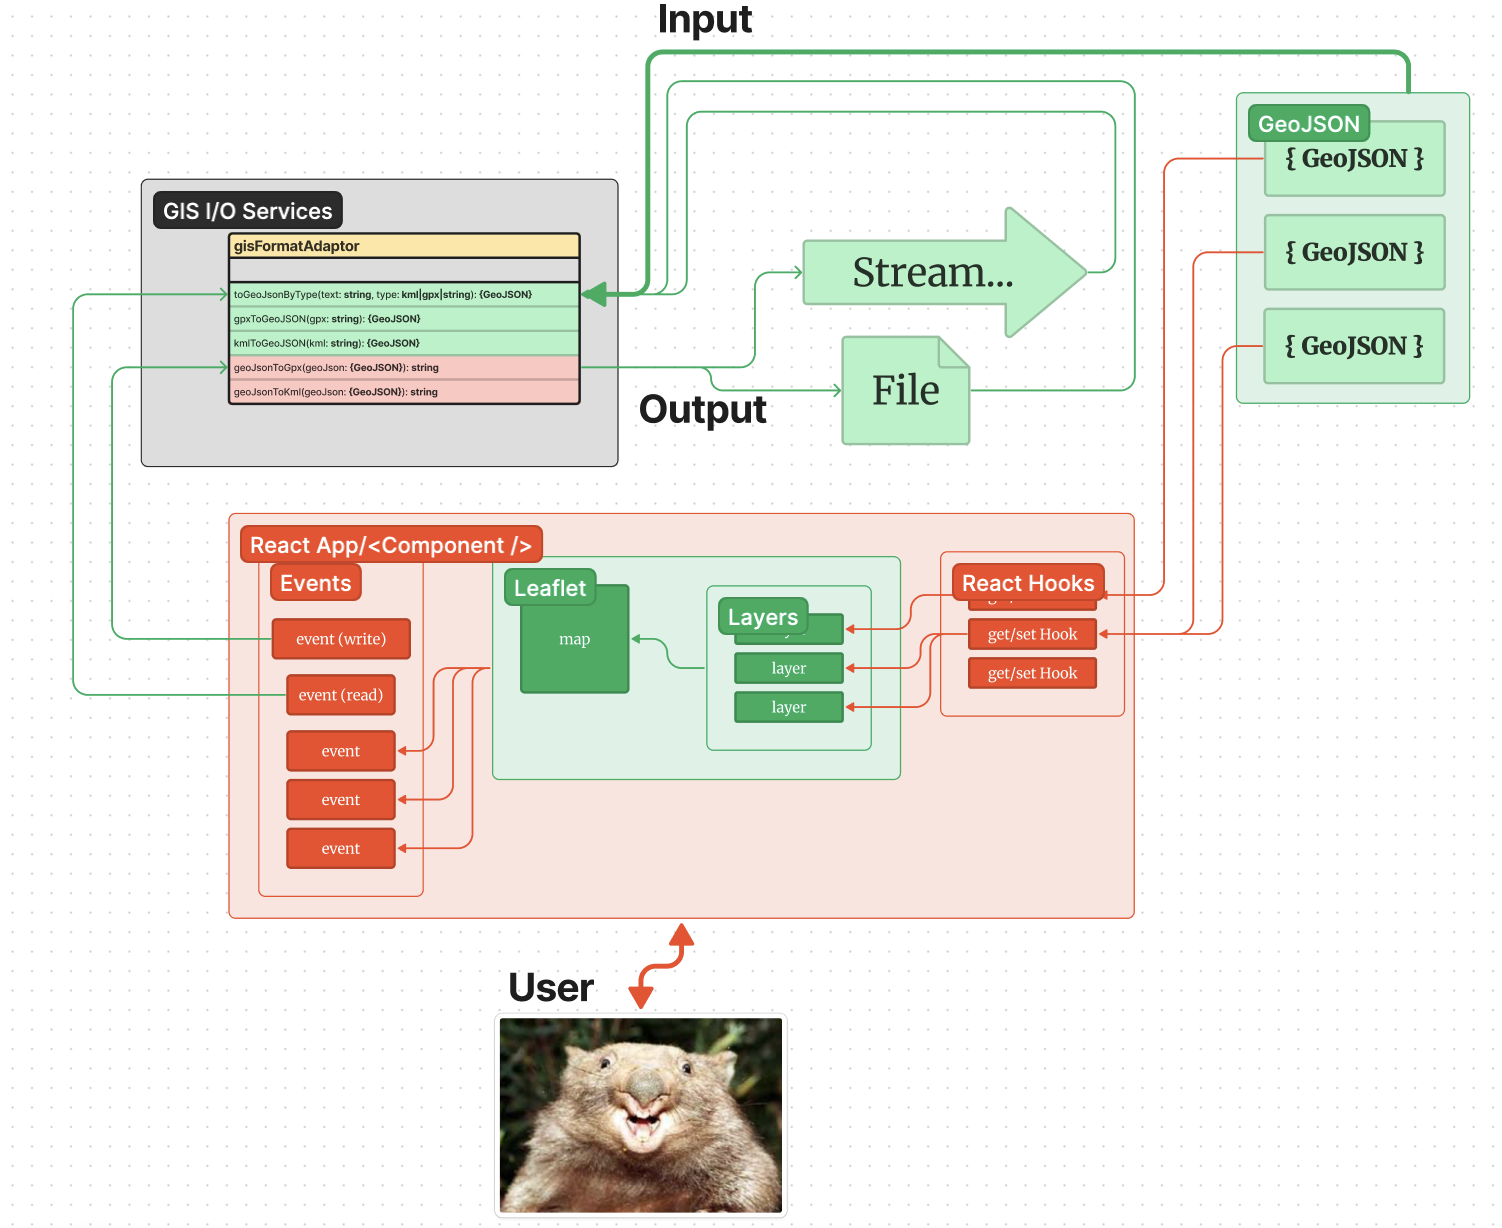 Input
GeoJSON
{ GeoJSON }
{ GeoJSON }
{ GeoJSON }
GIS I/O Services
gisFormatAdaptor
toGeoJsonByType(text: string, type: kml|gpx|string): {GeoJSON}
gpxToGeoJSON(gpx: string): {GeoJSON}
kmlToGeoJSON(kml: string): {GeoJSON}
geoJsonToGpx(geoJson: {GeoJSON}): string
geoJsonToKml(geoJson: {GeoJSON}): string
Stream...
File
Output
React App/<Component />
Events
event (write)
event (read)
event
event
event
Leaflet
map
Layers
layer
layer
React Hooks
get/set Hook
get/set Hook
User